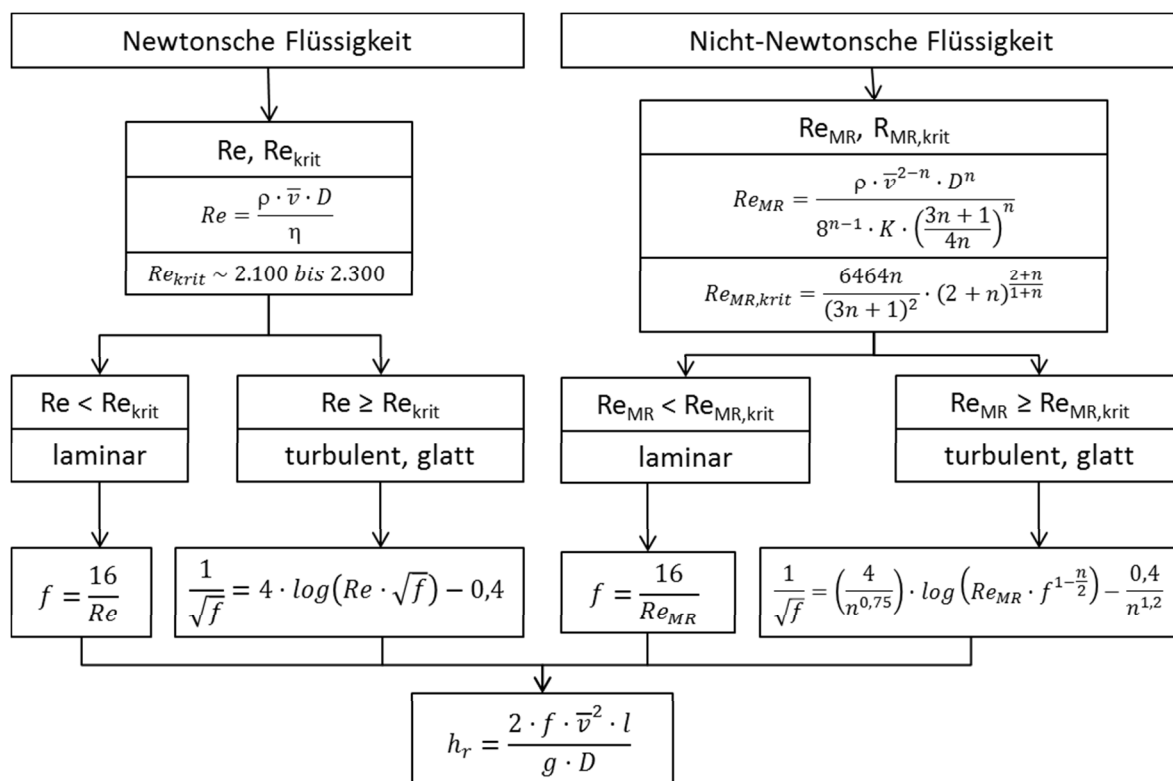 Newtonsche Flüssigkeit
Re, Re_krit
Re = (ρ · v̅ · D) / η
Re_krit ~ 2.100 bis 2.300
Re < Re_krit
laminar
Re ≥ Re_krit
turbulent, glatt
f = 16 / Re
1 / √f = 4 · log(Re · √f) − 0,4
Nicht-Newtonsche Flüssigkeit
Re_MR, R_MR,krit
Re_MR = (ρ · v̅^(2−n) · D^n) / (8^(n−1) · K · ((3n + 1) / 4n)^n)
Re_MR,krit = 6464n / (3n + 1)² · (2 + n)^((2+n)/(1+n))
Re_MR < Re_MR,krit
laminar
Re_MR ≥ Re_MR,krit
turbulent, glatt
f = 16 / Re_MR
1 / √f = (4 / n^0,75) · log (Re_MR · f^(1−n/2)) − 0,4 / n^1,2
h_r = (2 · f · v̅² · l) / (g · D)